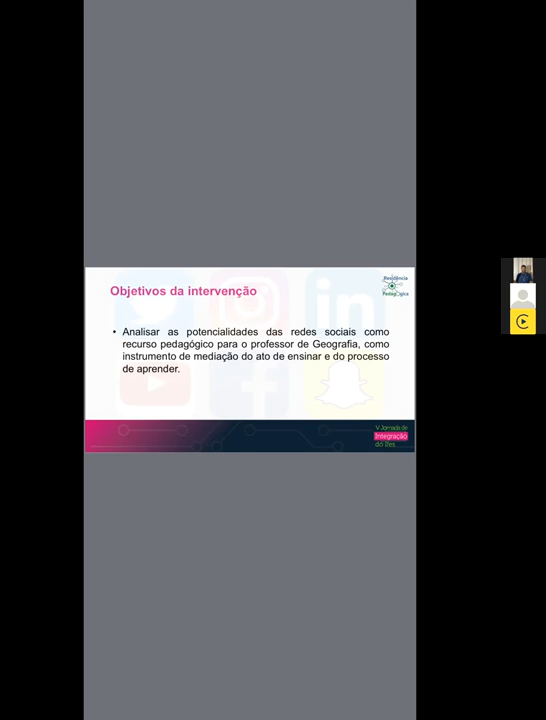 Objetivos da intervenção
Residência
Pedagógica
• Analisar as potencialidades das redes sociais como
recurso pedagógico para o professor de Geografia, como
instrumento de mediação do ato de ensinar e do processo
de aprender.
V Jornada de
Integração
do